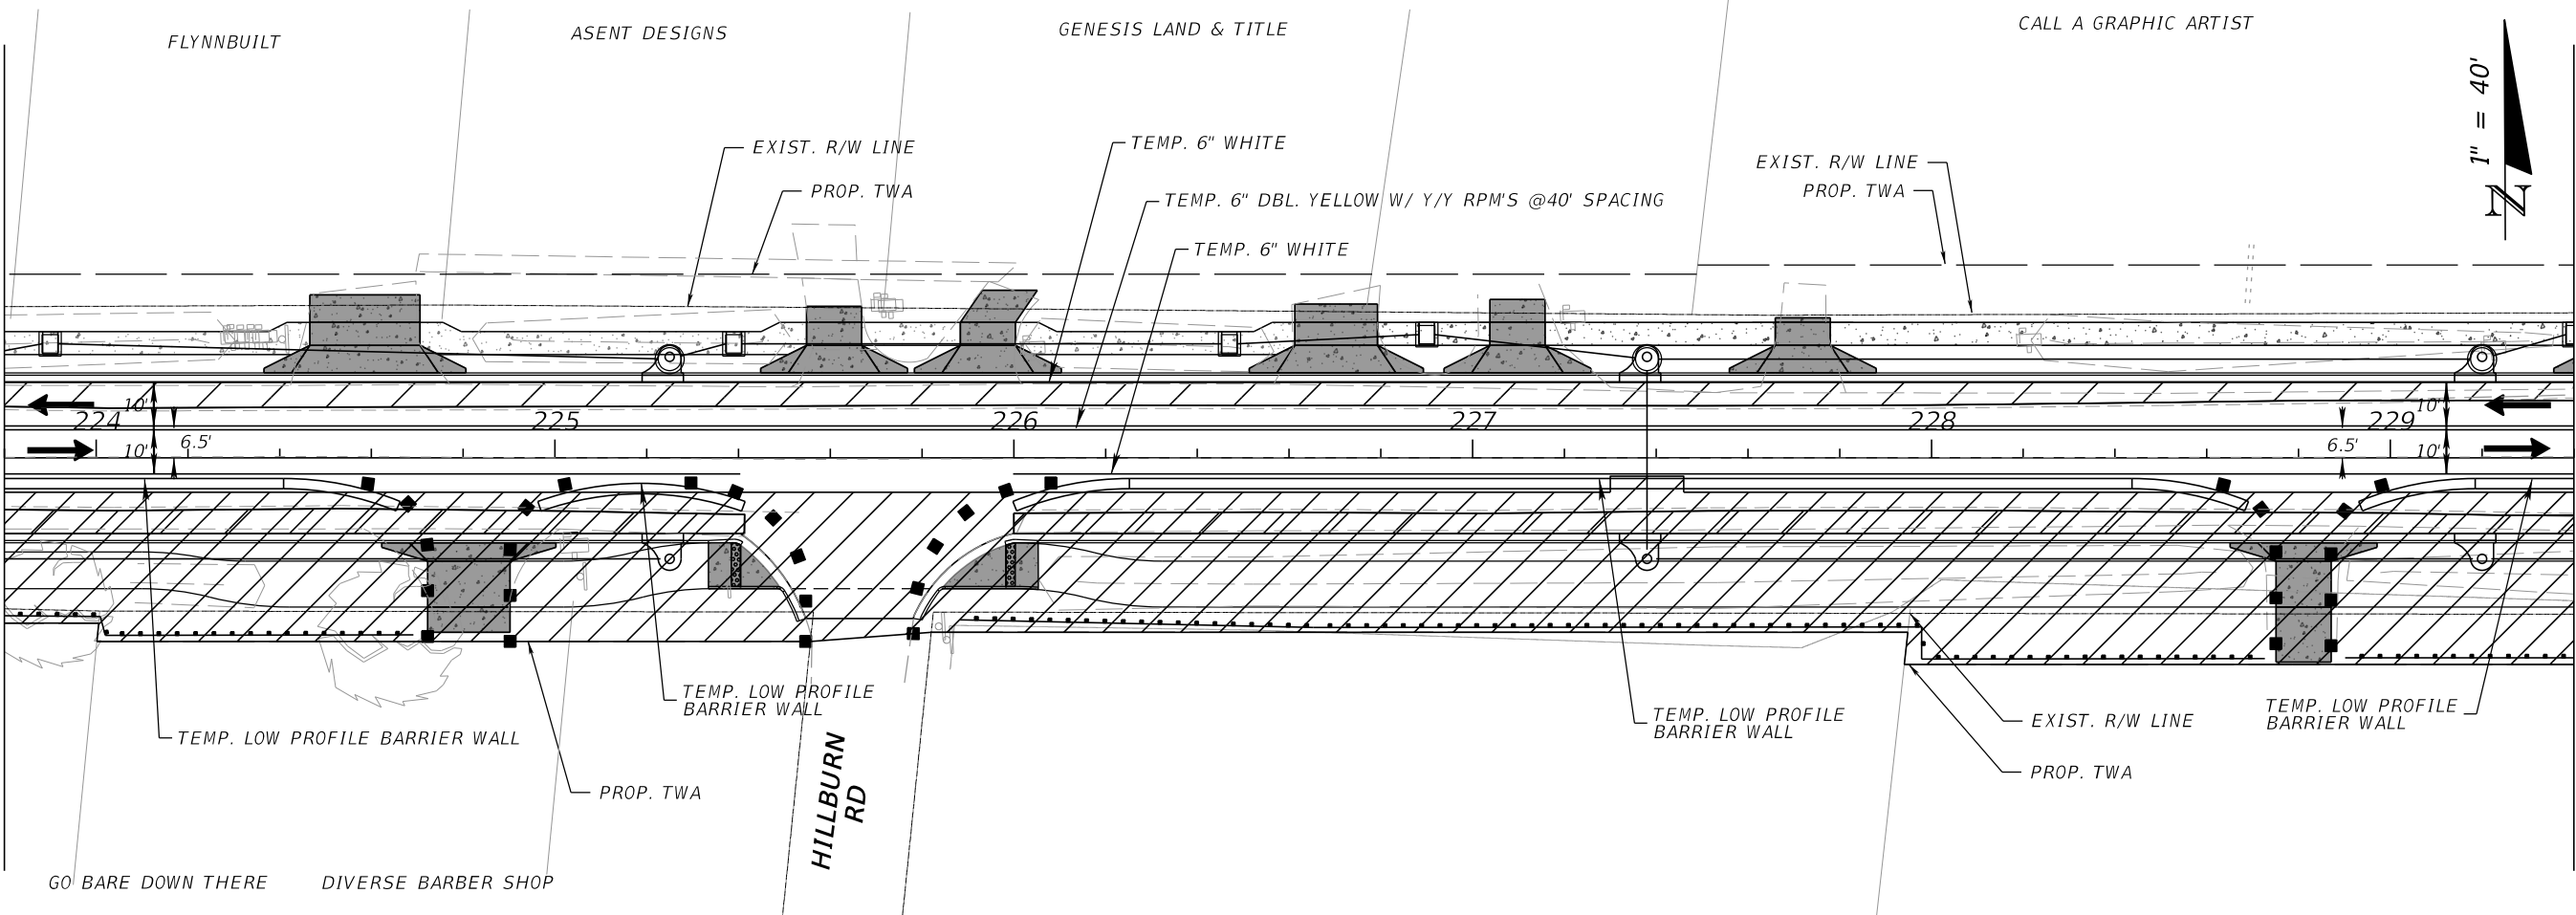 FLYNNBUILT
ASENT DESIGNS
GENESIS LAND & TITLE
CALL A GRAPHIC ARTIST
1" = 40'
N
EXIST. R/W LINE
PROP. TWA
TEMP. 6" WHITE
TEMP. 6" DBL. YELLOW W/ Y/Y RPM'S @40' SPACING
TEMP. 6" WHITE
EXIST. R/W LINE
PROP. TWA
224
225
226
227
228
229
10'
10'
6.5'
6.5'
10'
10'
TEMP. LOW PROFILE BARRIER WALL
TEMP. LOW PROFILE
BARRIER WALL
PROP. TWA
HILLBURN
RD
TEMP. LOW PROFILE
BARRIER WALL
EXIST. R/W LINE
PROP. TWA
TEMP. LOW PROFILE
BARRIER WALL
GO BARE DOWN THERE
DIVERSE BARBER SHOP